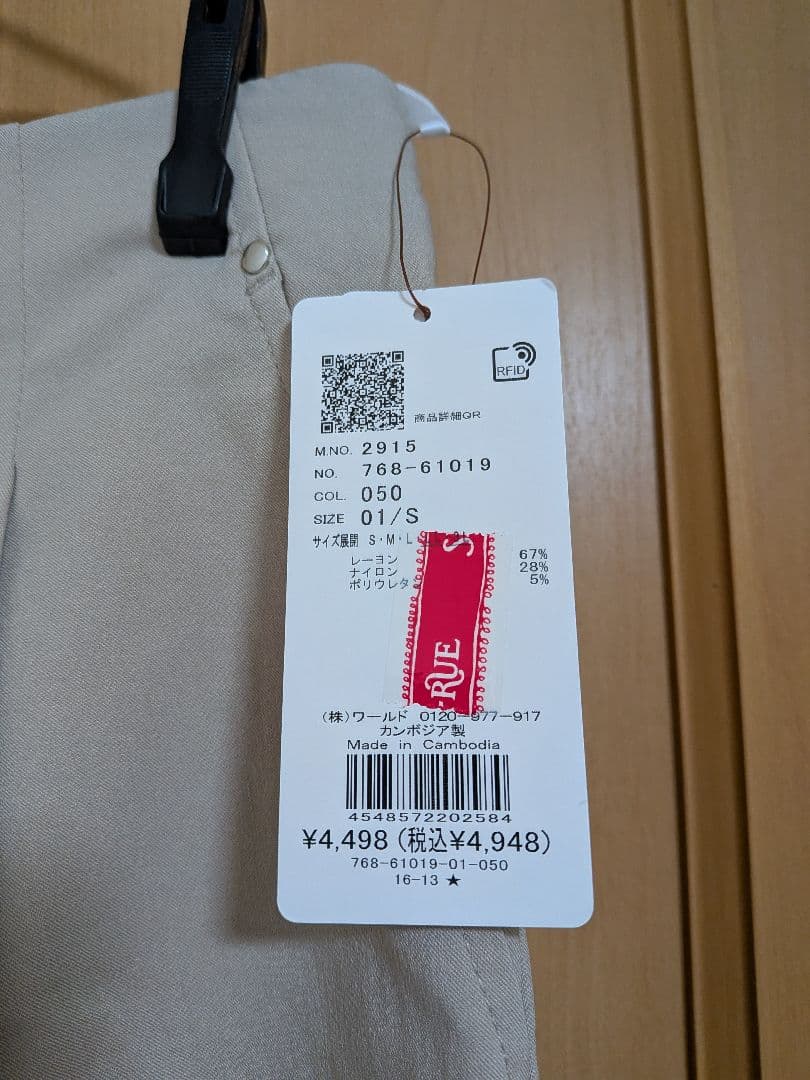 RFID
商品詳細QR
M.NO. 2915
NO. 768-61019
COL. 050
SIZE 01/S
サイズ展開 S・M・L
レーヨン 67%
ナイロン 28%
ポリウレタ 5%
S
-RUE
(株)ワールド 0120-977-917
カンボジア製
Made in Cambodia
4548572202584
¥4,498(税込¥4,948)
768-61019-01-050
16-13 ★